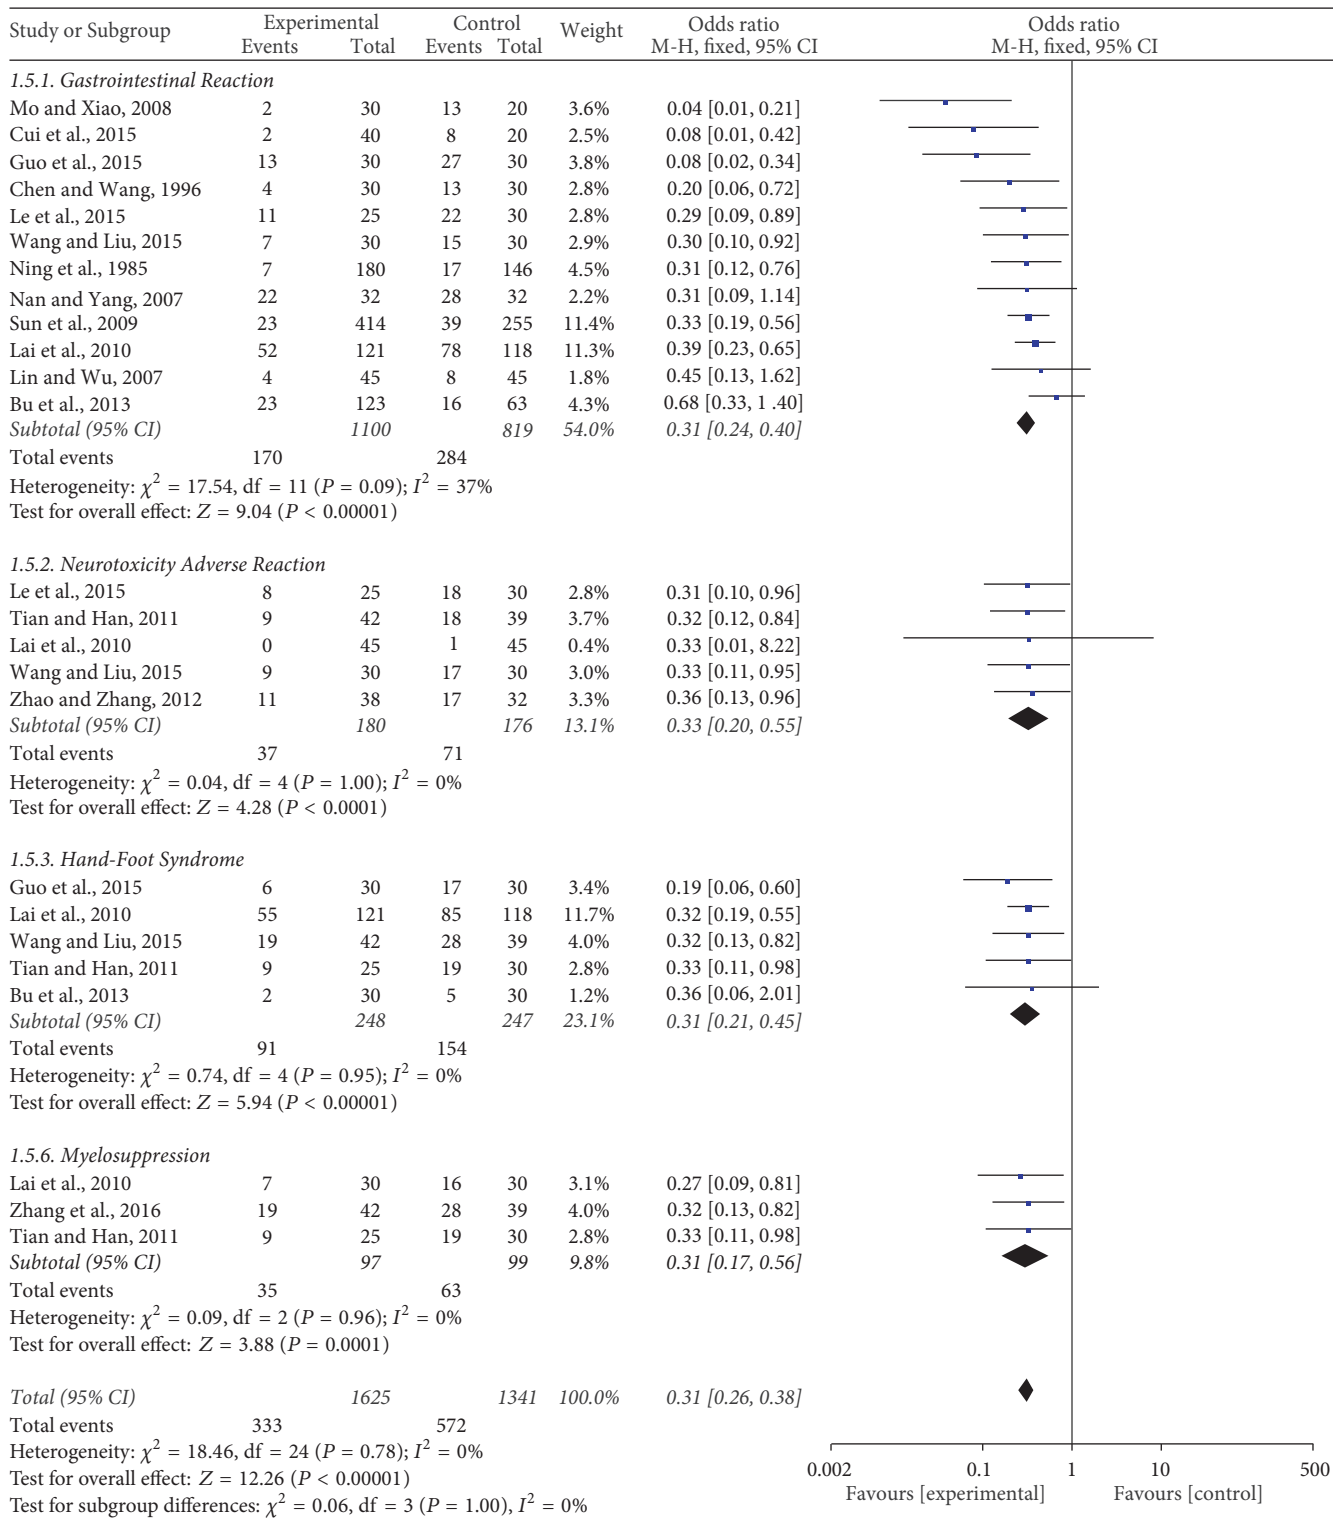 Study or Subgroup Experimental Control Weight Odds ratio Odds ratio
Events Total Events Total M-H, fixed, 95% CI M-H, fixed, 95% CI
1.5.1. Gastrointestinal Reaction
Mo and Xiao, 2008 2 30 13 20 3.6% 0.04 [0.01, 0.21]
Cui et al., 2015 2 40 8 20 2.5% 0.08 [0.01, 0.42]
Guo et al., 2015 13 30 27 30 3.8% 0.08 [0.02, 0.34]
Chen and Wang, 1996 4 30 13 30 2.8% 0.20 [0.06, 0.72]
Le et al., 2015 11 25 22 30 2.8% 0.29 [0.09, 0.89]
Wang and Liu, 2015 7 30 15 30 2.9% 0.30 [0.10, 0.92]
Ning et al., 1985 7 180 17 146 4.5% 0.31 [0.12, 0.76]
Nan and Yang, 2007 22 32 28 32 2.2% 0.31 [0.09, 1.14]
Sun et al., 2009 23 414 39 255 11.4% 0.33 [0.19, 0.56]
Lai et al., 2010 52 121 78 118 11.3% 0.39 [0.23, 0.65]
Lin and Wu, 2007 4 45 8 45 1.8% 0.45 [0.13, 1.62]
Bu et al., 2013 23 123 16 63 4.3% 0.68 [0.33, 1 .40]
Subtotal (95% CI) 1100 819 54.0% 0.31 [0.24, 0.40]
Total events 170 284
Heterogeneity: χ² = 17.54, df = 11 (P = 0.09); I² = 37%
Test for overall effect: Z = 9.04 (P < 0.00001)
1.5.2. Neurotoxicity Adverse Reaction
Le et al., 2015 8 25 18 30 2.8% 0.31 [0.10, 0.96]
Tian and Han, 2011 9 42 18 39 3.7% 0.32 [0.12, 0.84]
Lai et al., 2010 0 45 1 45 0.4% 0.33 [0.01, 8.22]
Wang and Liu, 2015 9 30 17 30 3.0% 0.33 [0.11, 0.95]
Zhao and Zhang, 2012 11 38 17 32 3.3% 0.36 [0.13, 0.96]
Subtotal (95% CI) 180 176 13.1% 0.33 [0.20, 0.55]
Total events 37 71
Heterogeneity: χ² = 0.04, df = 4 (P = 1.00); I² = 0%
Test for overall effect: Z = 4.28 (P < 0.0001)
1.5.3. Hand-Foot Syndrome
Guo et al., 2015 6 30 17 30 3.4% 0.19 [0.06, 0.60]
Lai et al., 2010 55 121 85 118 11.7% 0.32 [0.19, 0.55]
Wang and Liu, 2015 19 42 28 39 4.0% 0.32 [0.13, 0.82]
Tian and Han, 2011 9 25 19 30 2.8% 0.33 [0.11, 0.98]
Bu et al., 2013 2 30 5 30 1.2% 0.36 [0.06, 2.01]
Subtotal (95% CI) 248 247 23.1% 0.31 [0.21, 0.45]
Total events 91 154
Heterogeneity: χ² = 0.74, df = 4 (P = 0.95); I² = 0%
Test for overall effect: Z = 5.94 (P < 0.00001)
1.5.6. Myelosuppression
Lai et al., 2010 7 30 16 30 3.1% 0.27 [0.09, 0.81]
Zhang et al., 2016 19 42 28 39 4.0% 0.32 [0.13, 0.82]
Tian and Han, 2011 9 25 19 30 2.8% 0.33 [0.11, 0.98]
Subtotal (95% CI) 97 99 9.8% 0.31 [0.17, 0.56]
Total events 35 63
Heterogeneity: χ² = 0.09, df = 2 (P = 0.96); I² = 0%
Test for overall effect: Z = 3.88 (P = 0.0001)
Total (95% CI) 1625 1341 100.0% 0.31 [0.26, 0.38]
Total events 333 572
Heterogeneity: χ² = 18.46, df = 24 (P = 0.78); I² = 0%
Test for overall effect: Z = 12.26 (P < 0.00001)
Test for subgroup differences: χ² = 0.06, df = 3 (P = 1.00), I² = 0%
0.002 0.1 1 10 500
Favours [experimental] Favours [control]